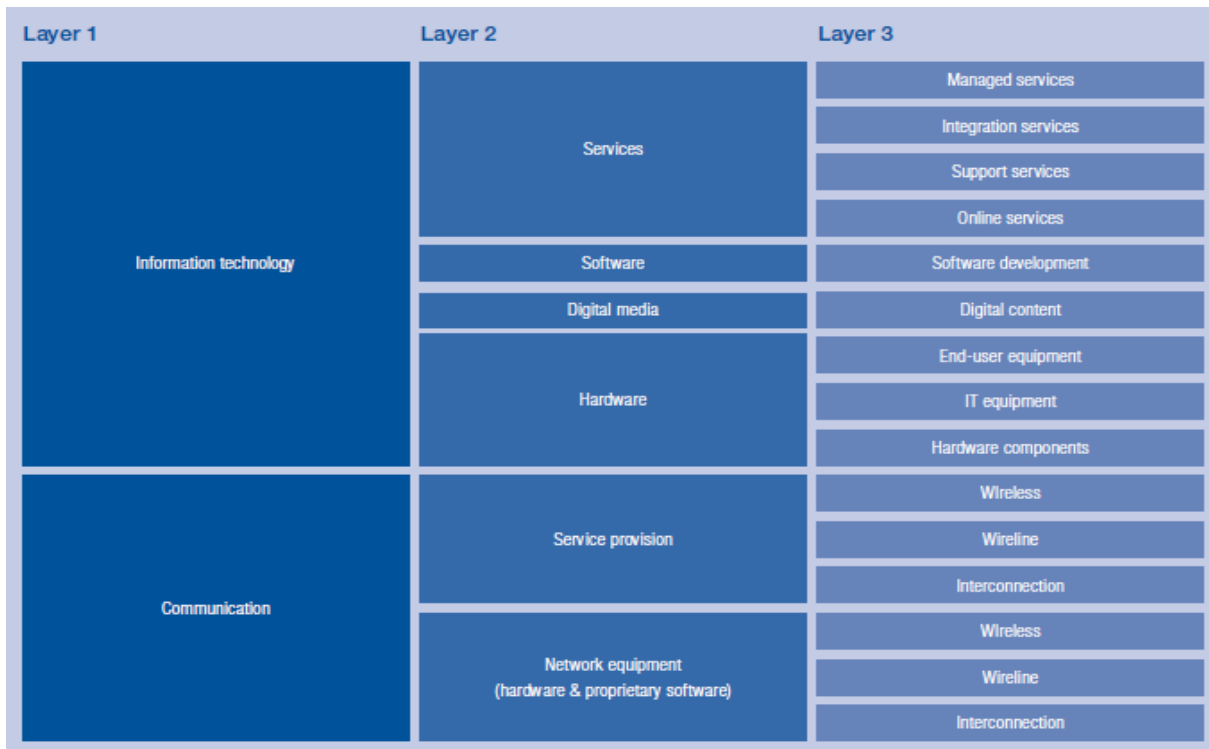 Layer 1
Layer 2
Layer 3
Information technology
Services
Managed services
Integration services
Support services
Online services
Software
Software development
Digital media
Digital content
Hardware
End-user equipment
IT equipment
Hardware components
Communication
Service provision
WIreless
Wireline
Interconnection
Network equipment
(hardware & proprietary software)
WIreless
Wireline
Interconnection